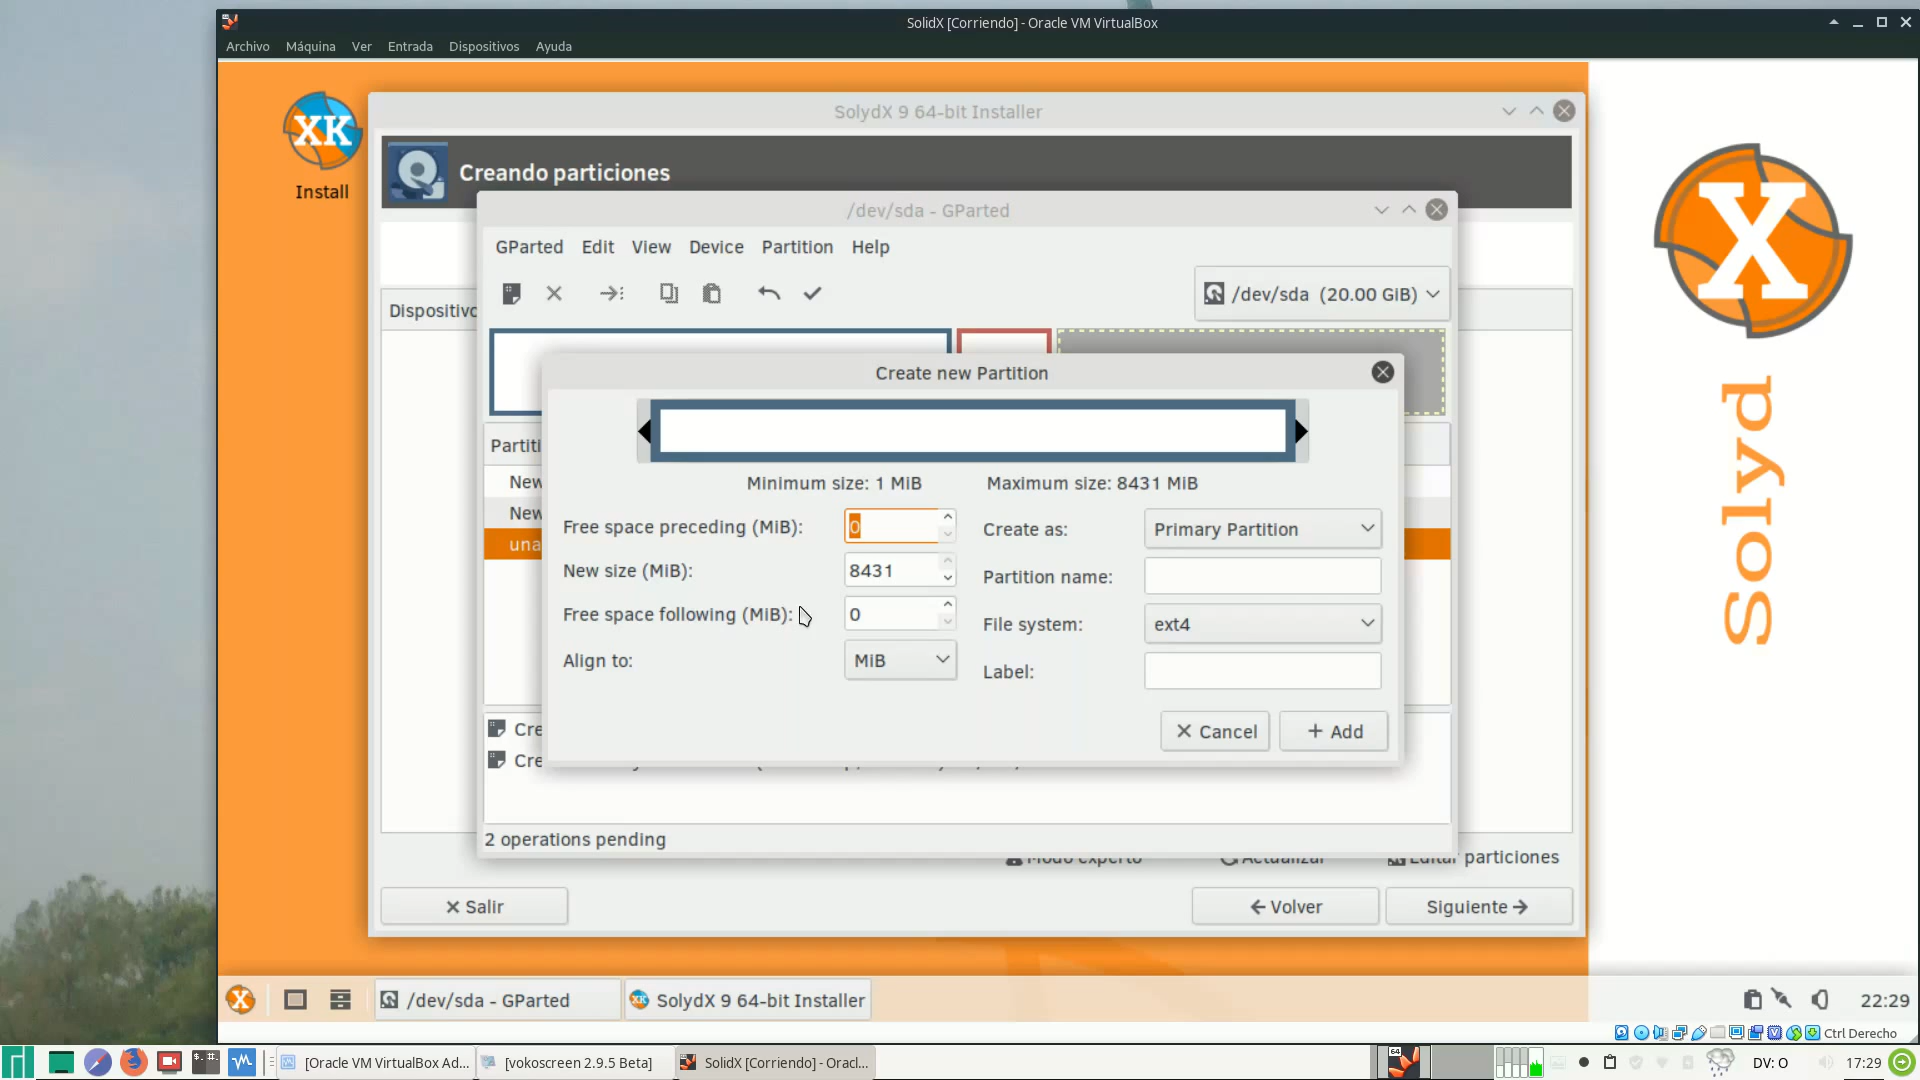 SolidX [Corriendo] - Oracle VM VirtualBox
Archivo Máquina Ver Entrada Dispositivos Ayuda
XK
Install
SolydX 9 64-bit Installer
Creando particiones
/dev/sda - GParted
GParted Edit View Device Partition Help
/dev/sda (20.00 GiB)
Dispositivo
Create new Partition
Partiti
Minimum size: 1 MiB Maximum size: 8431 MiB
New
Free space preceding (MiB): 0 Create as: Primary Partition
New
una
New size (MiB): 8431 Partition name:
Free space following (MiB): 0 File system: ext4
Align to: MiB Label:
Cre
Cancel Add
Cre
2 operations pending
Modo experto Actualizar Editar particiones
Salir Volver Siguiente
X
Solyd
/dev/sda - GParted SolydX 9 64-bit Installer 22:29
Ctrl Derecho
[Oracle VM VirtualBox Ad... [vokoscreen 2.9.5 Beta] SolidX [Corriendo] - Oracl... 64 DV: O 17:29